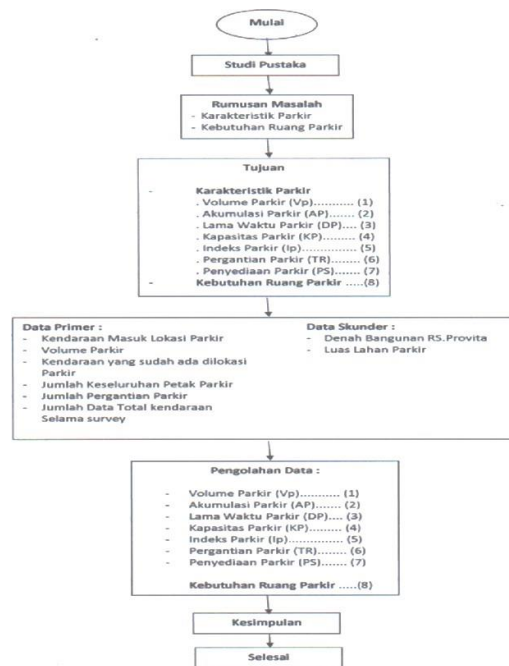 Mulai
Studi Pustaka
Rumusan Masalah
- Karakteristik Parkir
- Kebutuhan Ruang Parkir
Tujuan
- Karakteristik Parkir
. Volume Parkir (Vp)........... (1)
. Akumulasi Parkir (AP)....... (2)
. Lama Waktu Parkir (DP).... (3)
. Kapasitas Parkir (KP)......... (4)
. Indeks Parkir (Ip)............... (5)
. Pergantian Parkir (TR)........ (6)
. Penyediaan Parkir (PS)....... (7)
- Kebutuhan Ruang Parkir .....(8)
Data Primer :
- Kendaraan Masuk Lokasi Parkir
- Volume Parkir
- Kendaraan yang sudah ada dilokasi
Parkir
- Jumlah Keseluruhan Petak Parkir
- Jumlah Pergantian Parkir
- Jumlah Data Total kendaraan
Selama survey
Data Skunder :
- Denah Bangunan RS.Provita
- Luas Lahan Parkir
Pengolahan Data :
- Volume Parkir (Vp)........... (1)
- Akumulasi Parkir (AP)....... (2)
- Lama Waktu Parkir (DP).... (3)
- Kapasitas Parkir (KP)......... (4)
- Indeks Parkir (Ip)............... (5)
- Pergantian Parkir (TR)........ (6)
- Penyediaan Parkir (PS)....... (7)
Kebutuhan Ruang Parkir .....(8)
Kesimpulan
Selesai